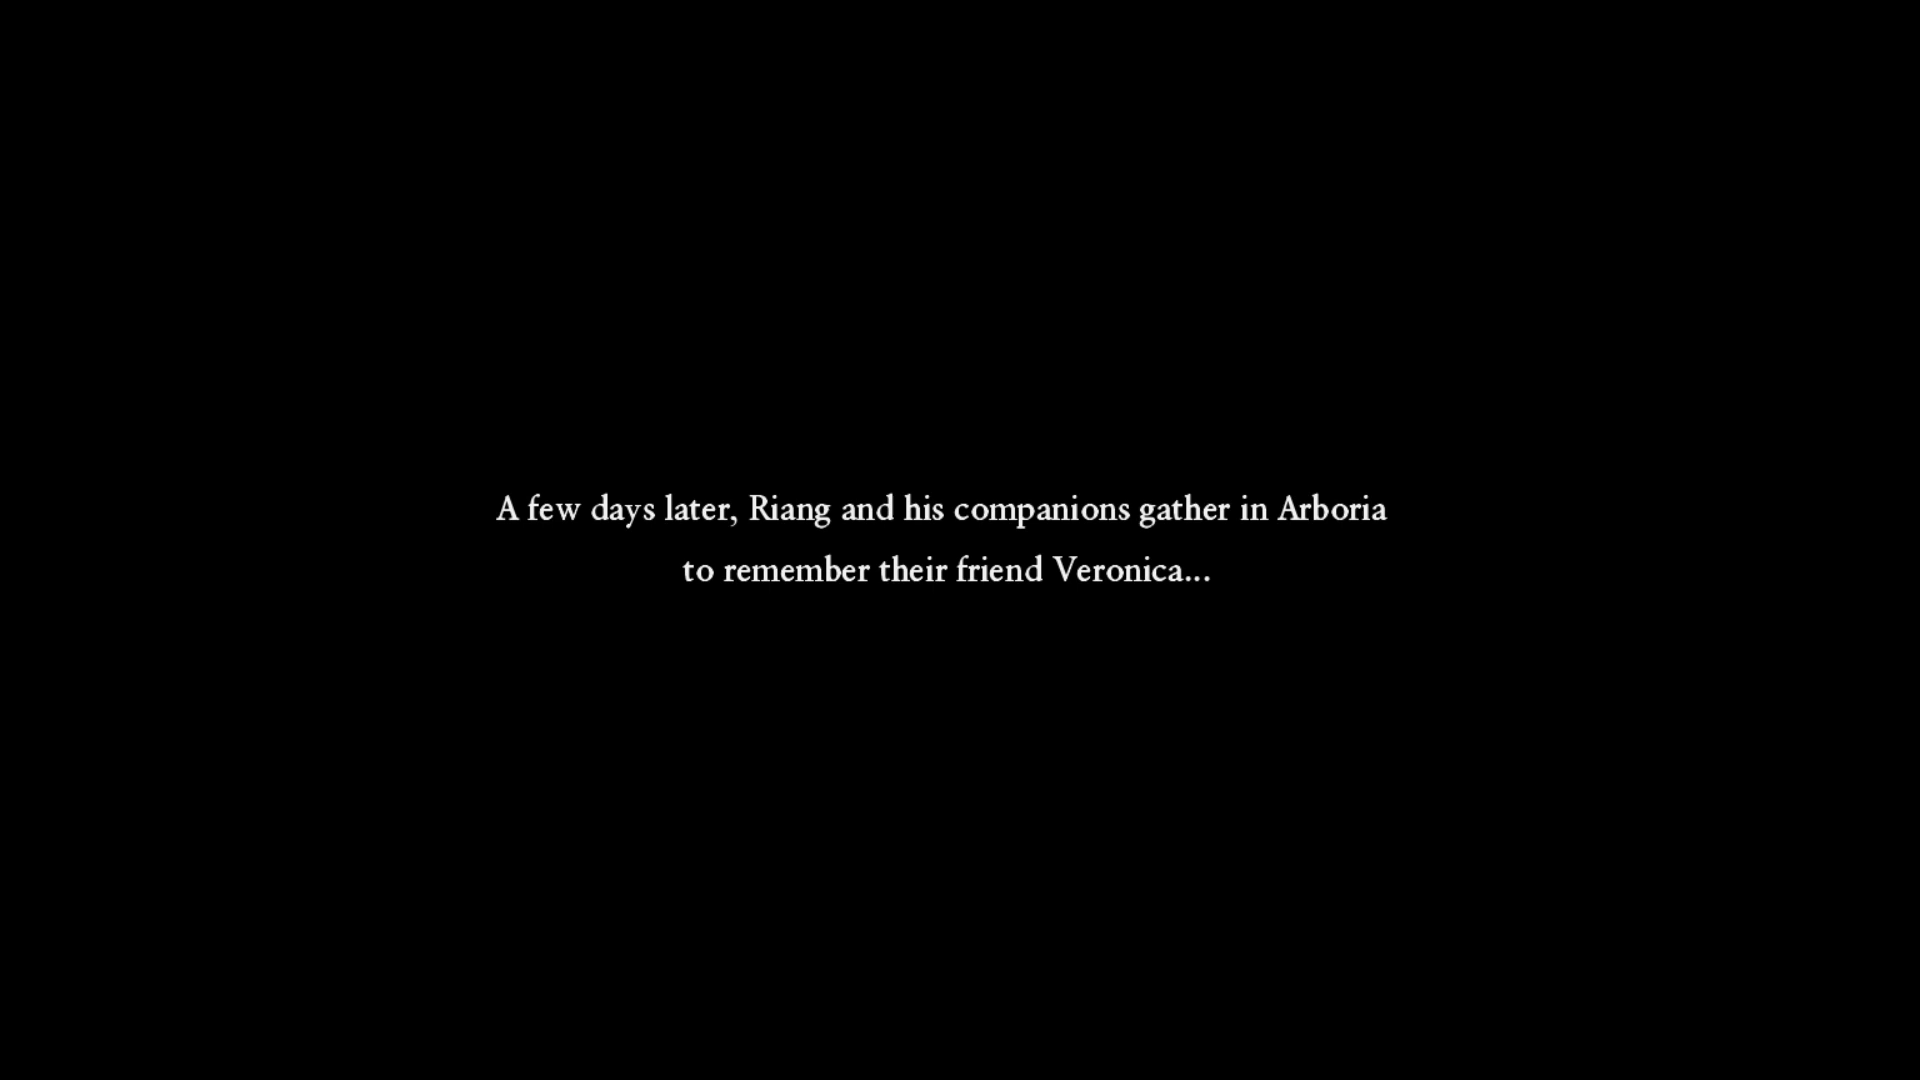 A few days later, Riang and his companions gather in Arboria
to remember their friend Veronica...